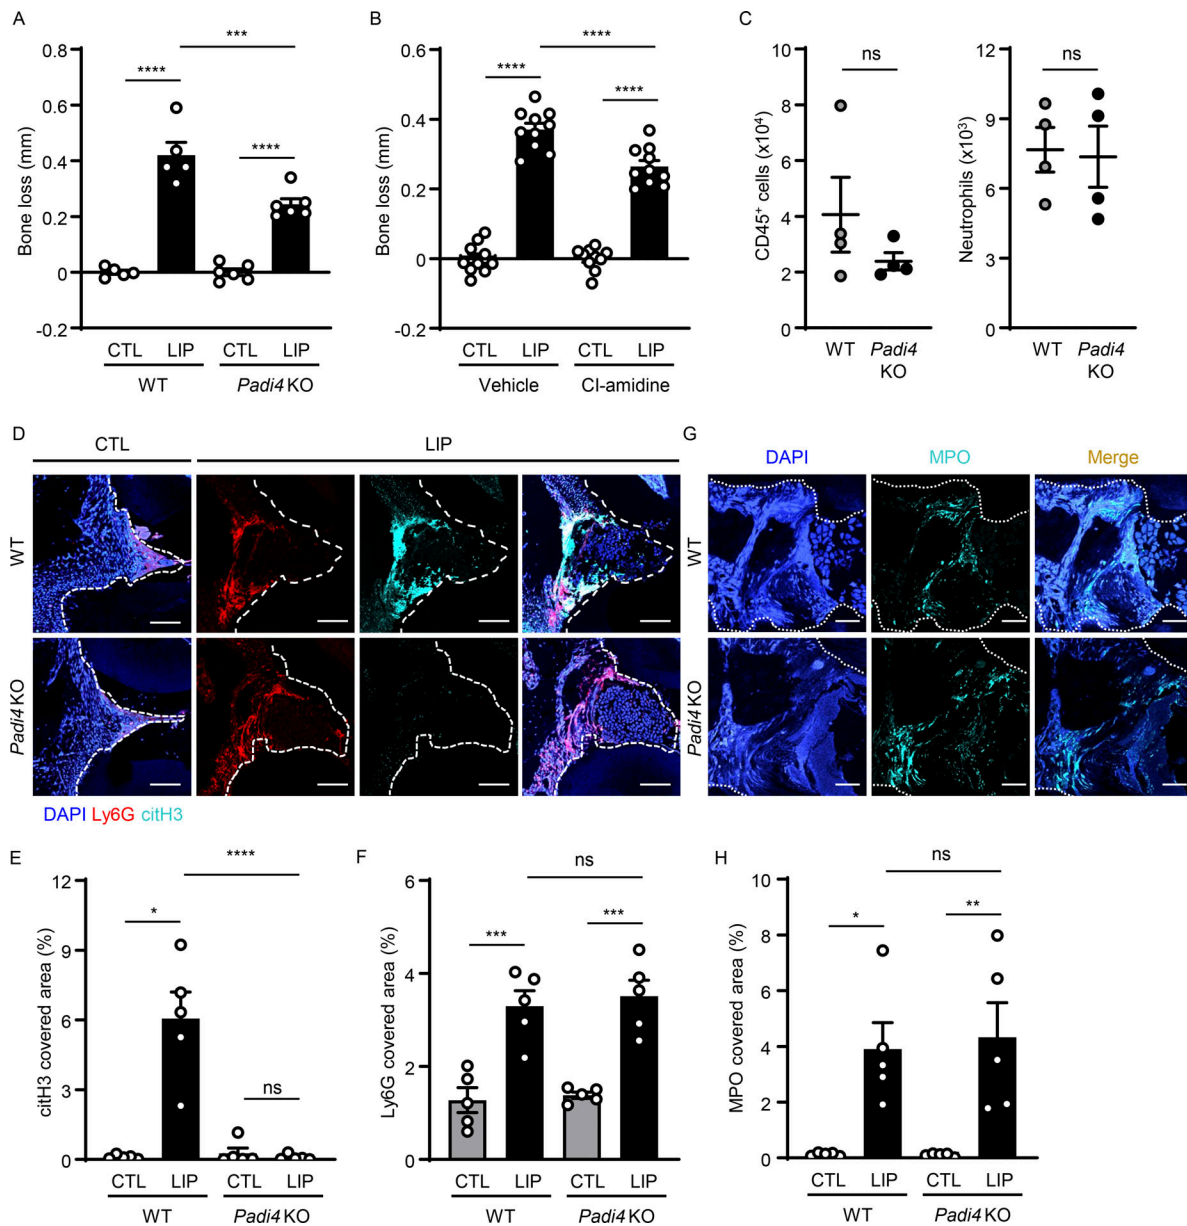 A
Bone loss (mm)
0.8
0.6
0.4
0.2
0
-0.2
***
****
****
CTL LIP CTL LIP
WT Padi4 KO
B
Bone loss (mm)
0.6
0.4
0.2
0
-0.2
****
****
****
CTL LIP CTL LIP
Vehicle Cl-amidine
C
CD45+ cells (x10⁴)
10
8
6
4
2
0
ns
WT Padi4
KO
Neutrophils (x10³)
12
9
6
3
0
ns
WT Padi4
KO
D
CTL LIP
WT
Padi4 KO
DAPI Ly6G citH3
G
DAPI MPO Merge
WT
Padi4 KO
E
citH3 covered area (%)
12
9
6
3
0
****
*
ns
CTL LIP CTL LIP
WT Padi4 KO
F
Ly6G covered area (%)
6
4
2
0
ns
***
***
CTL LIP CTL LIP
WT Padi4 KO
H
MPO covered area (%)
10
8
6
4
2
0
ns
*
**
CTL LIP CTL LIP
WT Padi4 KO